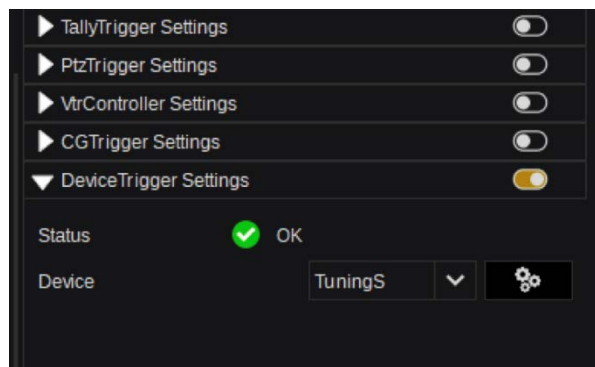 TallyTrigger Settings
PtzTrigger Settings
VtrController Settings
CGTrigger Settings
DeviceTrigger Settings
Status OK
Device TuningS